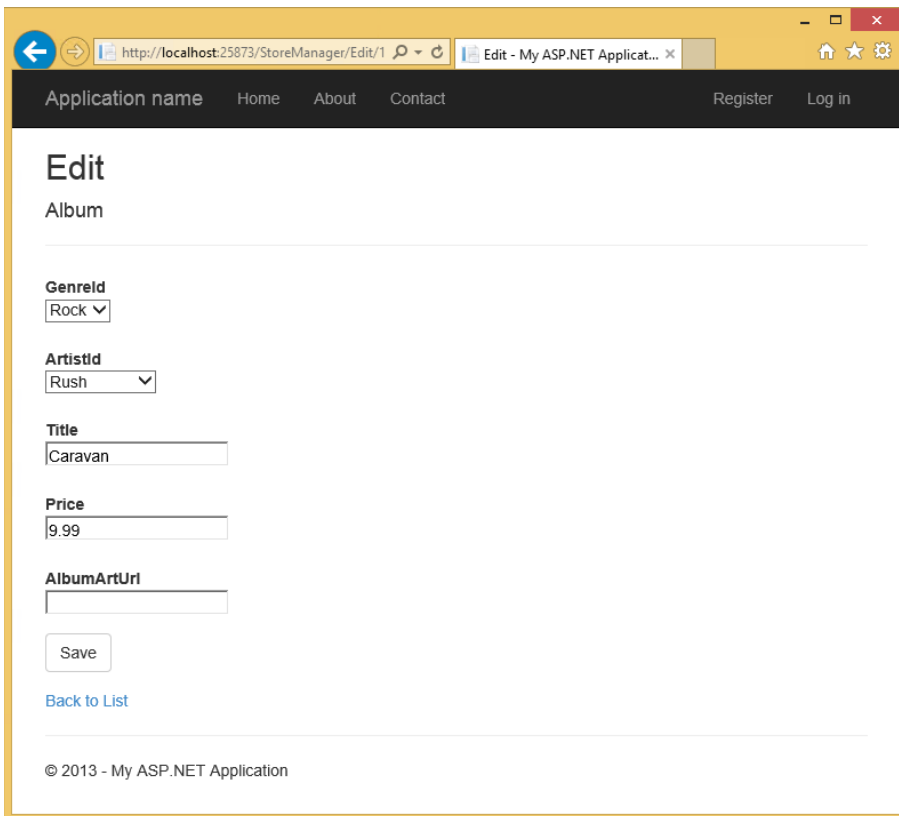 http://localhost:25873/StoreManager/Edit/1
Edit - My ASP.NET Applicat...
Application name Home About Contact Register Log in
Edit
Album
GenreId
Rock
ArtistId
Rush
Title
Caravan
Price
9.99
AlbumArtUrl
Save
Back to List
© 2013 - My ASP.NET Application